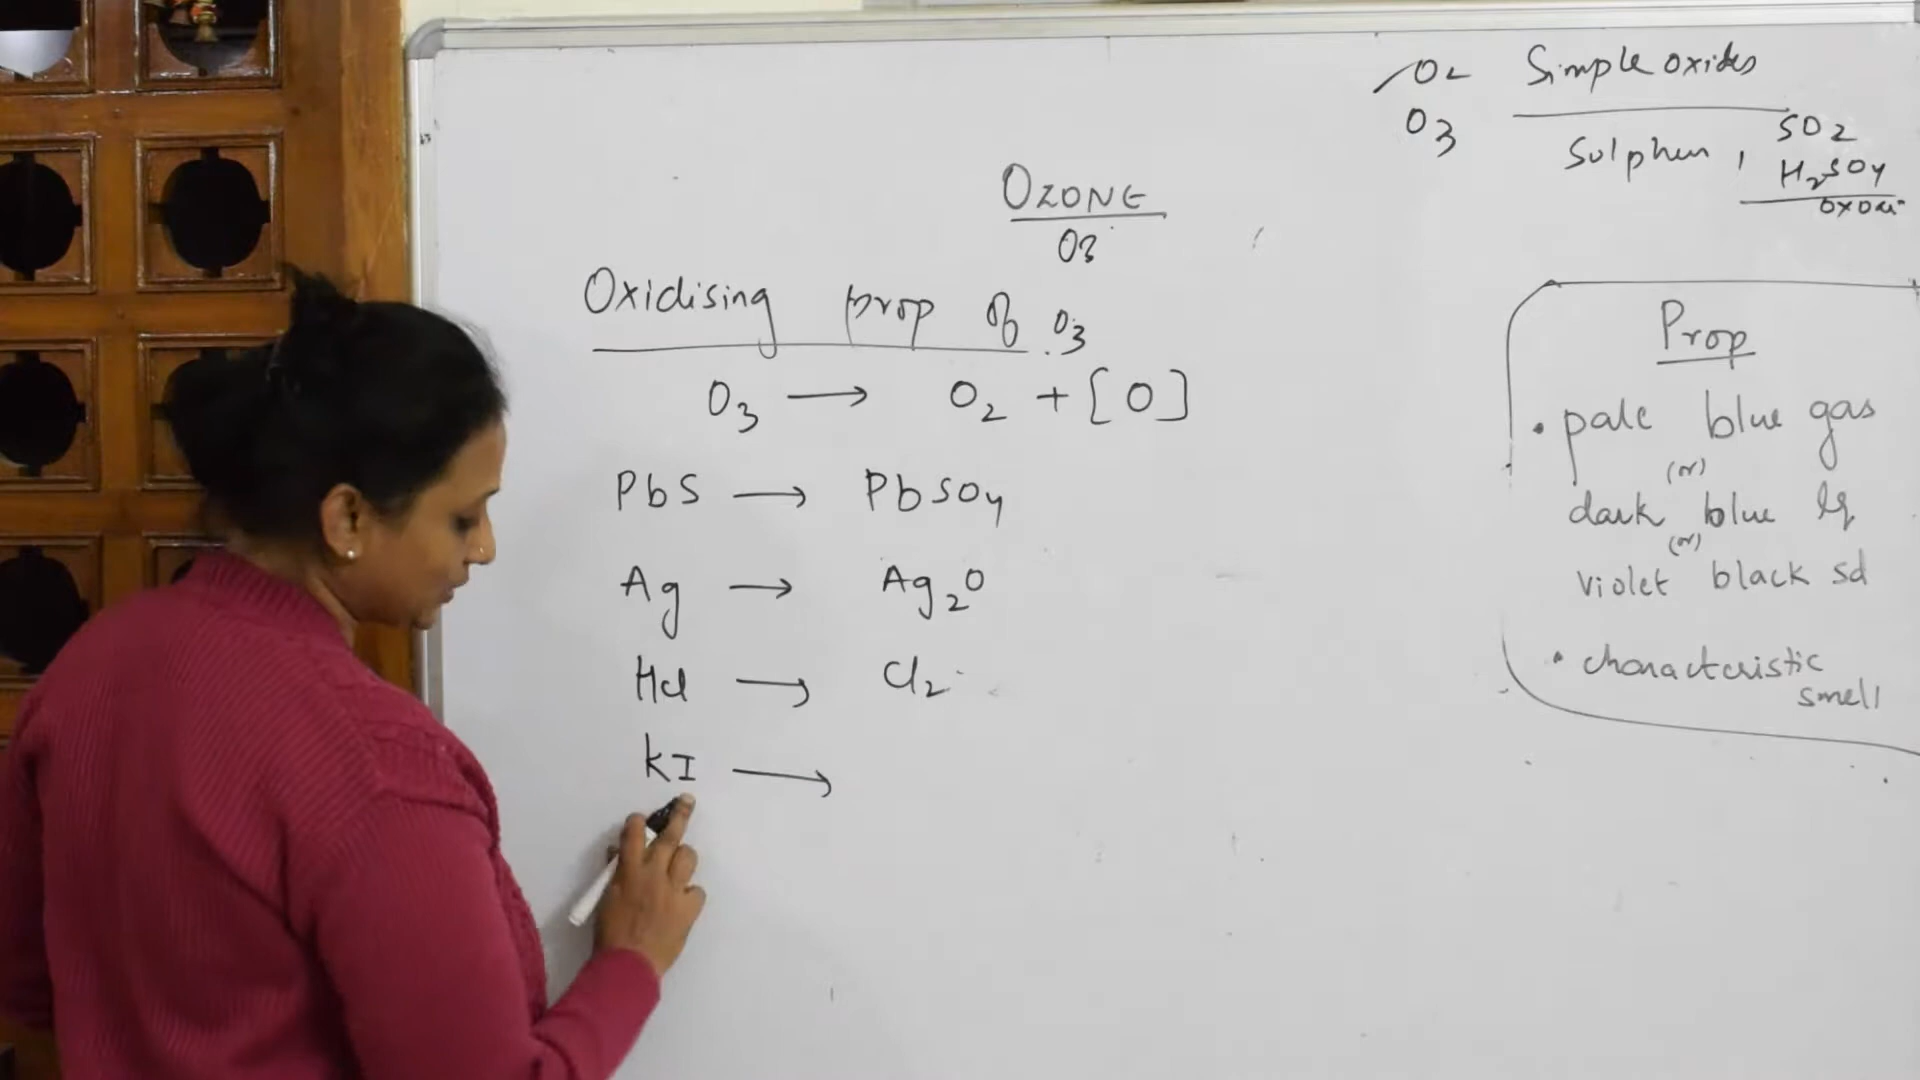 O2 Simple oxides
O3
Sulphur, SO2
H2SO4
OZONE
O3
Oxidising prop of O3
O3 → O2 + [O]
PbS → PbSO4
Ag → Ag2O
Hcl → Cl2
KI →
Prop
• pale blue gas
(or)
dark blue lq
(or)
violet black sd
• characteristic
smell